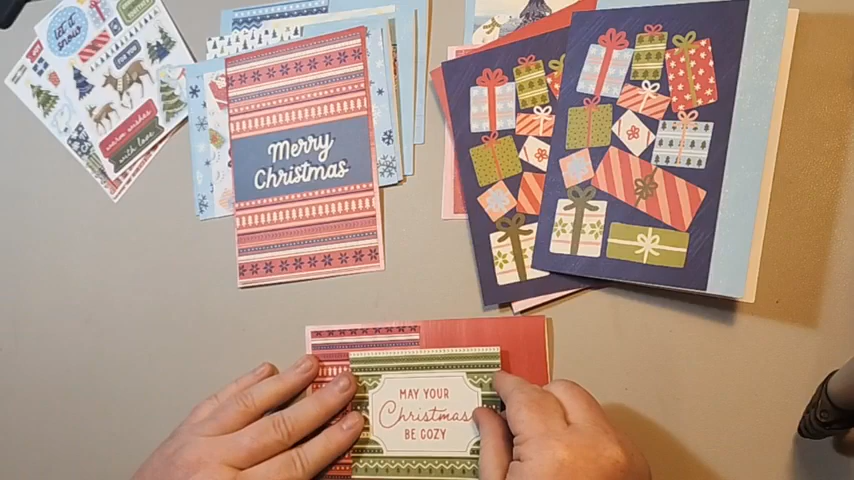 let it
snow
FOR YOU
warm wishes
with love
Merry
Christmas
MAY YOUR
Christmas
BE COZY